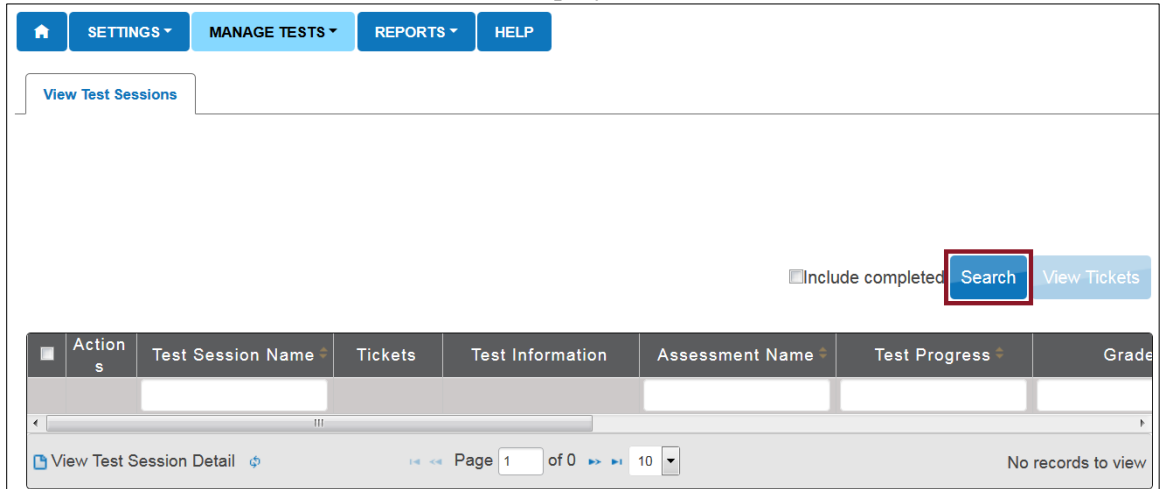 SETTINGS MANAGE TESTS REPORTS HELP
View Test Sessions
Include completed Search View Tickets
Actions Test Session Name Tickets Test Information Assessment Name Test Progress Grade
View Test Session Detail Page 1 of 0 10 No records to view